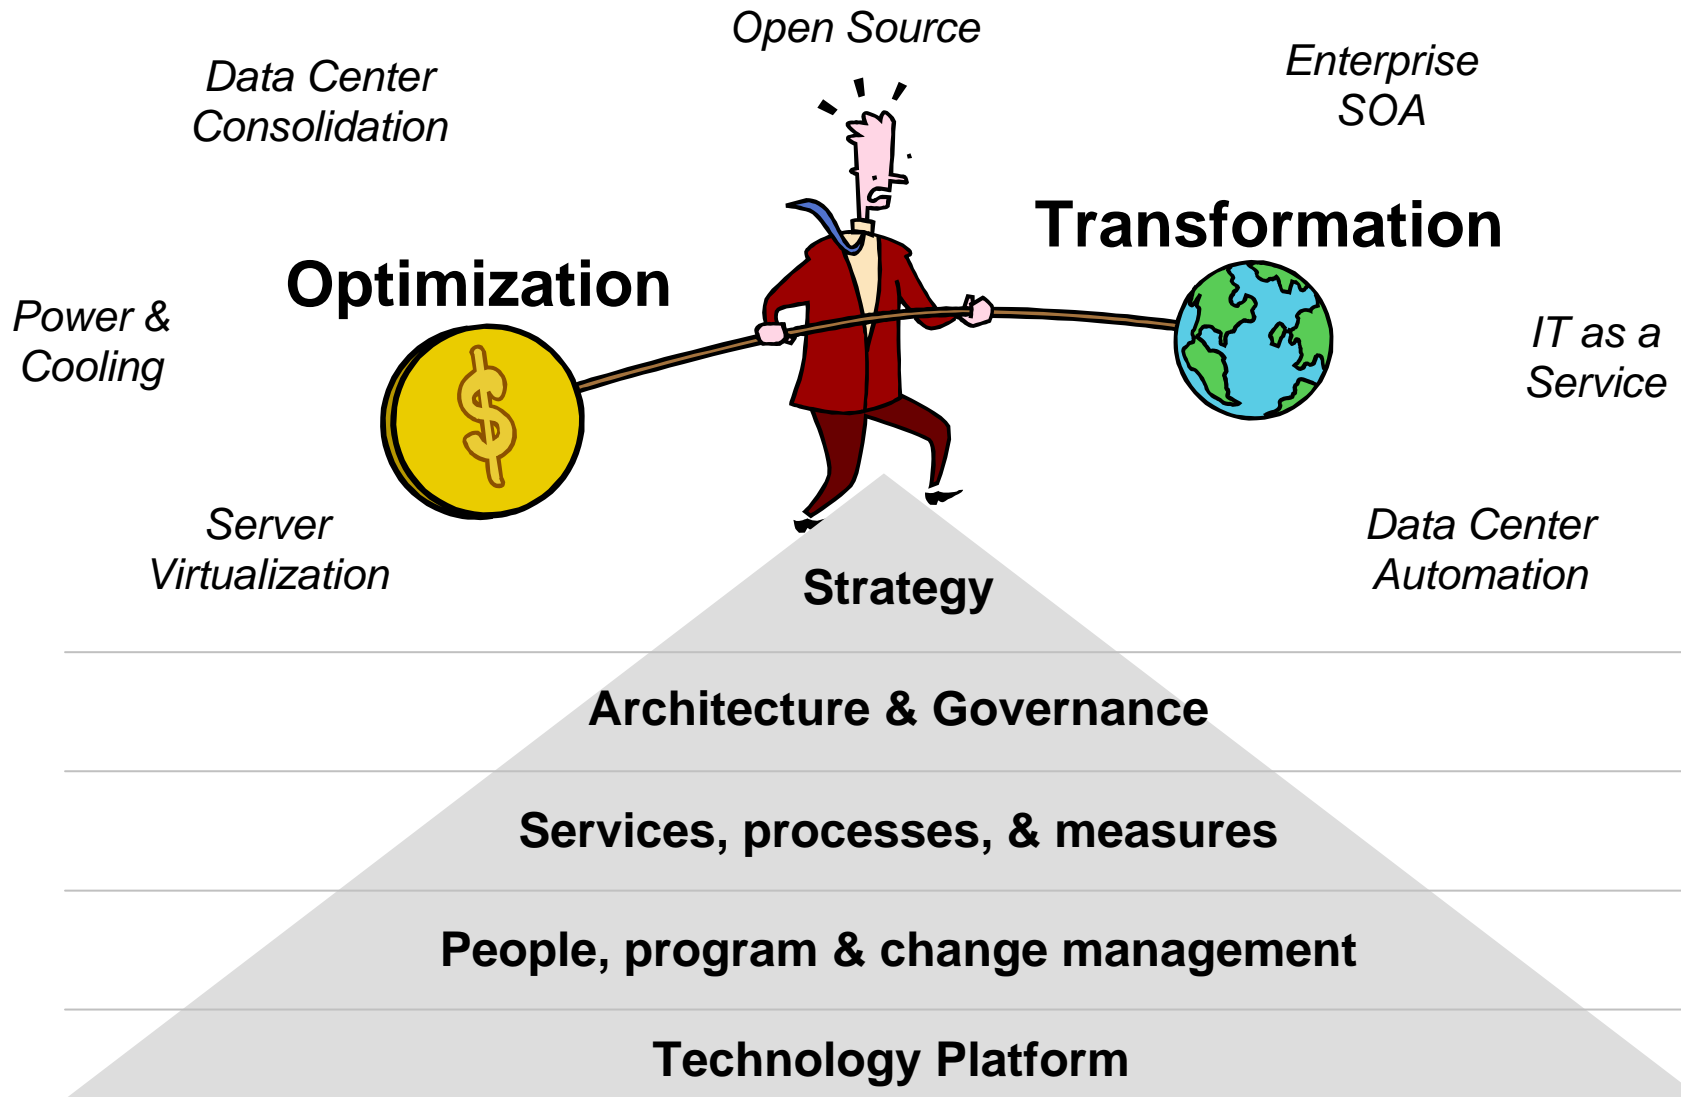 Open Source
Data Center
Consolidation
Enterprise
SOA
Transformation
Optimization
Power &
Cooling
$
IT as a
Service
Server
Virtualization
Data Center
Automation
Strategy
Architecture & Governance
Services, processes, & measures
People, program & change management
Technology Platform